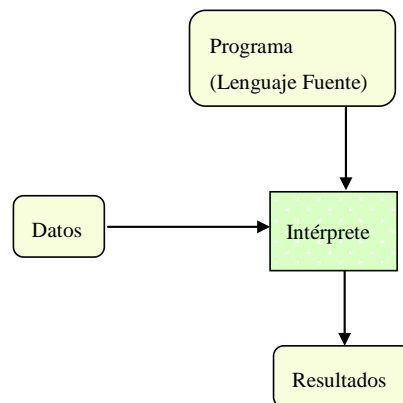 Programa
(Lenguaje Fuente)
Datos
Intérprete
Resultados